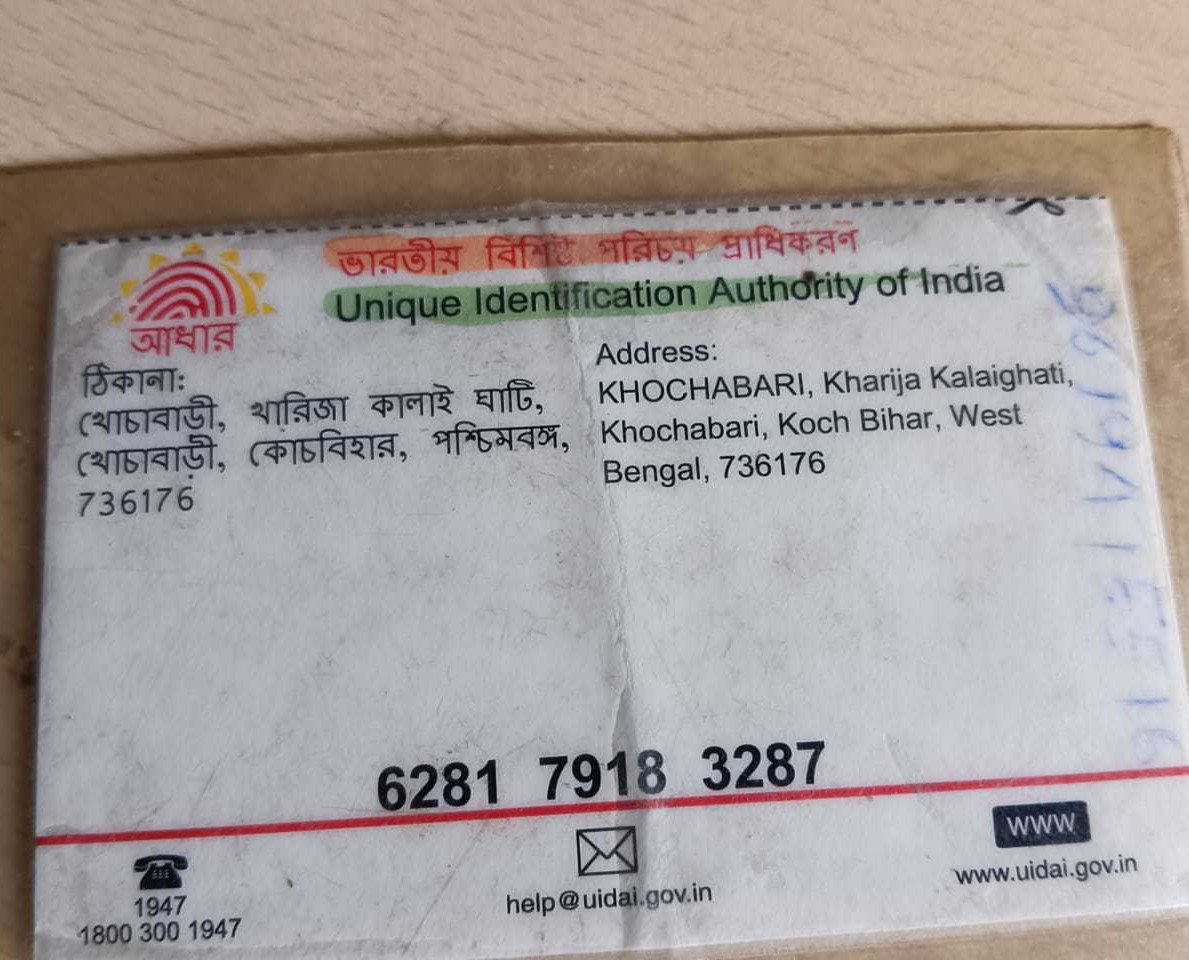 ভারতীয় বিশিষ্ট পরিচয় প্রাধিকরণ
Unique Identification Authority of India
আধার
ঠিকানা:
খোচাবাড়ী, খারিজা কালাই ঘাটি,
খোচাবাড়ী, কোচবিহার, পশ্চিমবঙ্গ,
736176
Address:
KHOCHABARI, Kharija Kalaighati,
Khochabari, Koch Bihar, West
Bengal, 736176
6281 7918 3287
1947
1800 300 1947
help@uidai.gov.in
WWW
www.uidai.gov.in